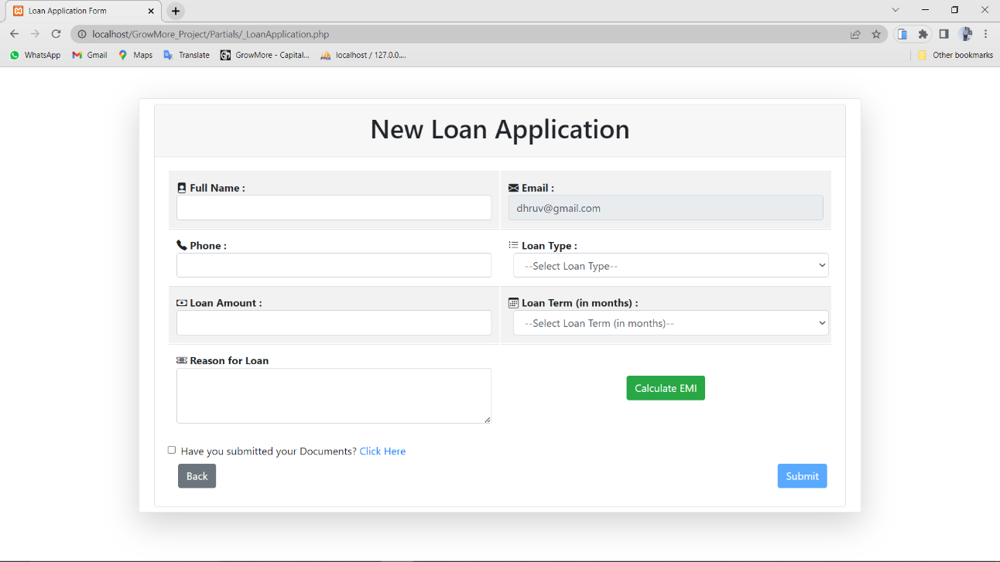 Loan Application Form
localhost/GrowMore_Project/Partials/_LoanApplication.php
WhatsApp Gmail Maps Translate GrowMore - Capital... localhost / 127.0.0.... Other bookmarks
New Loan Application
Full Name : Email :
dhruv@gmail.com
Phone : Loan Type :
--Select Loan Type--
Loan Amount : Loan Term (in months) :
--Select Loan Term (in months)--
Reason for Loan
Calculate EMI
Have you submitted your Documents? Click Here
Back Submit